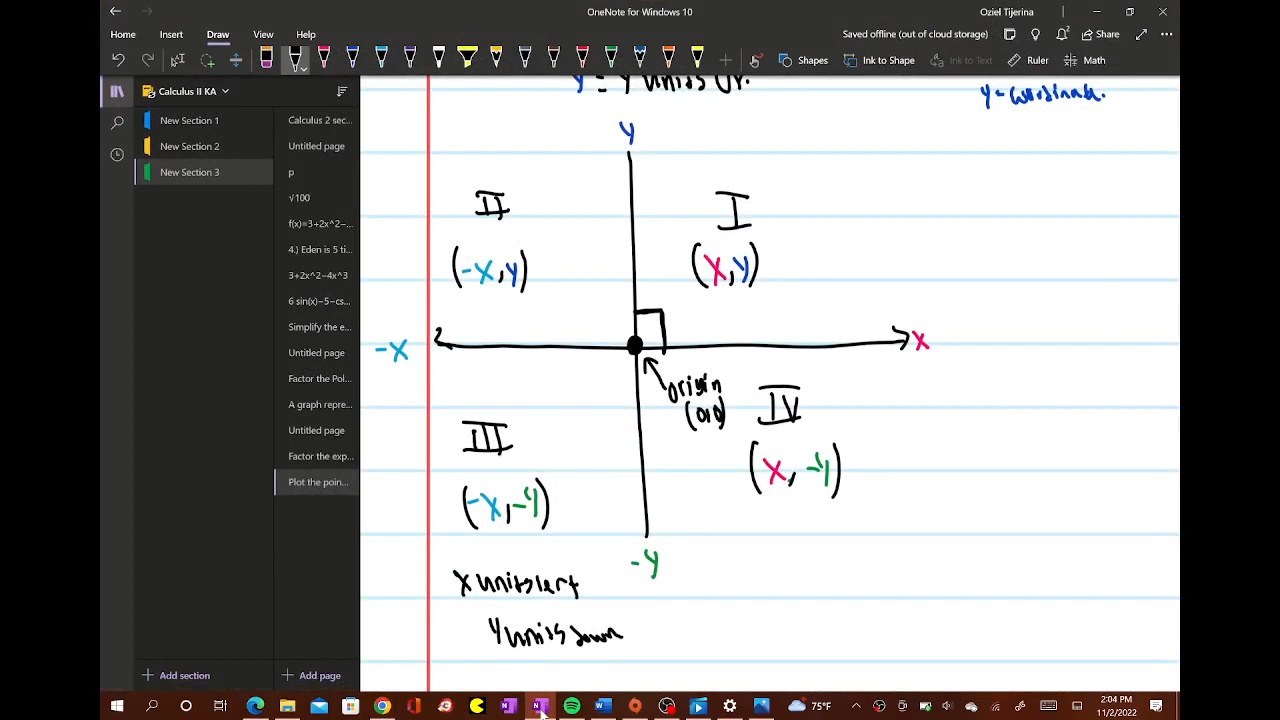 OneNote for Windows 10
Oziel Tijerina
Home Insert Draw View Help
Saved offline (out of cloud storage)
Share
Shapes
Ink to Shape
Ink to Text
Ruler
Math
Calculus II KA
New Section 1
New Section 2
New Section 3
Calculus 2 sec...
Untitled page
p
√100
f(x)=3+2x^2-...
4.) Eden is 5 ti...
3+2x^2-4x^3
6 sin(x)-5-cs...
Simplify the e...
Untitled page
Factor the Pol...
A graph repre...
Untitled page
Factor the exp...
Plot the poin...
Add section
Add page
y = y units up.
y-coordinate.
y
II
I
(-x,y)
(x,y)
-x
x
origin
(0,0)
IV
III
(x, -y)
(-x,-y)
-y
x units left
y units down
75°F
2:04 PM
11/2/2022